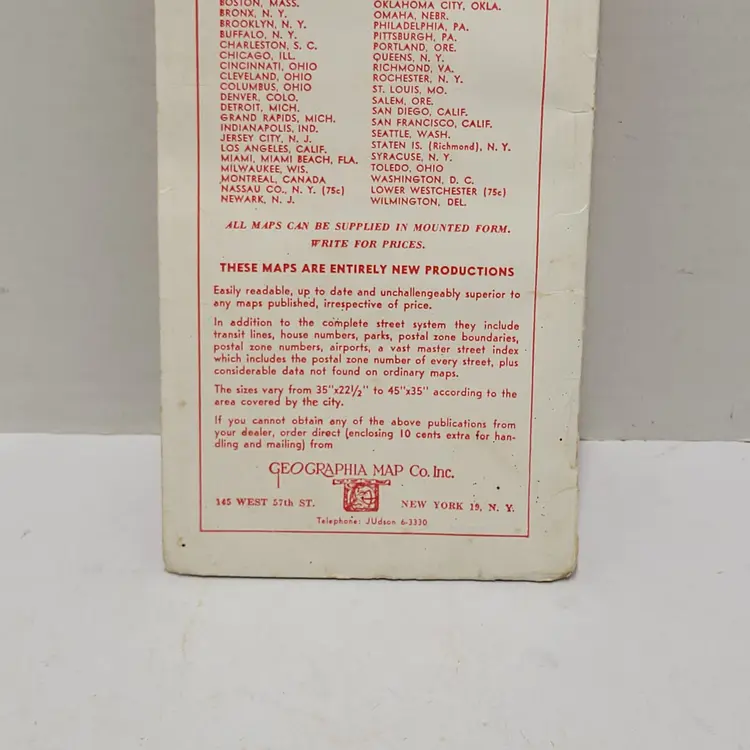 BOSTON, MASS.
BRONX, N. Y.
BROOKLYN, N. Y.
BUFFALO, N. Y.
CHARLESTON, S. C.
CHICAGO, ILL.
CINCINNATI, OHIO
CLEVELAND, OHIO
COLUMBUS, OHIO
DENVER, COLO.
DETROIT, MICH.
GRAND RAPIDS, MICH.
INDIANAPOLIS, IND.
JERSEY CITY, N. J.
LOS ANGELES, CALIF.
MIAMI, MIAMI BEACH, FLA.
MILWAUKEE, WIS.
MONTREAL, CANADA
NASSAU CO., N. Y. (75c)
NEWARK, N. J.
OKLAHOMA CITY, OKLA.
OMAHA, NEBR.
PHILADELPHIA, PA.
PITTSBURGH, PA.
PORTLAND, ORE.
QUEENS, N. Y.
RICHMOND, VA.
ROCHESTER, N. Y.
ST. LOUIS, MO.
SALEM, ORE.
SAN DIEGO, CALIF.
SAN FRANCISCO, CALIF.
SEATTLE, WASH.
STATEN IS. (Richmond), N. Y.
SYRACUSE, N. Y.
TOLEDO, OHIO
WASHINGTON, D. C.
LOWER WESTCHESTER (75c)
WILMINGTON, DEL.
ALL MAPS CAN BE SUPPLIED IN MOUNTED FORM.
WRITE FOR PRICES.
THESE MAPS ARE ENTIRELY NEW PRODUCTIONS
Easily readable, up to date and unchallengeably superior to
any maps published, irrespective of price.
In addition to the complete street system they include
transit lines, house numbers, parks, postal zone boundaries,
postal zone numbers, airports, a vast master street index
which includes the postal zone number of every street, plus
considerable data not found on ordinary maps.
The sizes vary from 35"x22½" to 45"x35" according to the
area covered by the city.
If you cannot obtain any of the above publications from
your dealer, order direct (enclosing 10 cents extra for han-
dling and mailing) from
GEOGRAPHIA MAP Co. Inc.
145 WEST 57th ST. NEW YORK 19, N. Y.
Telephone: JUdson 6-3330